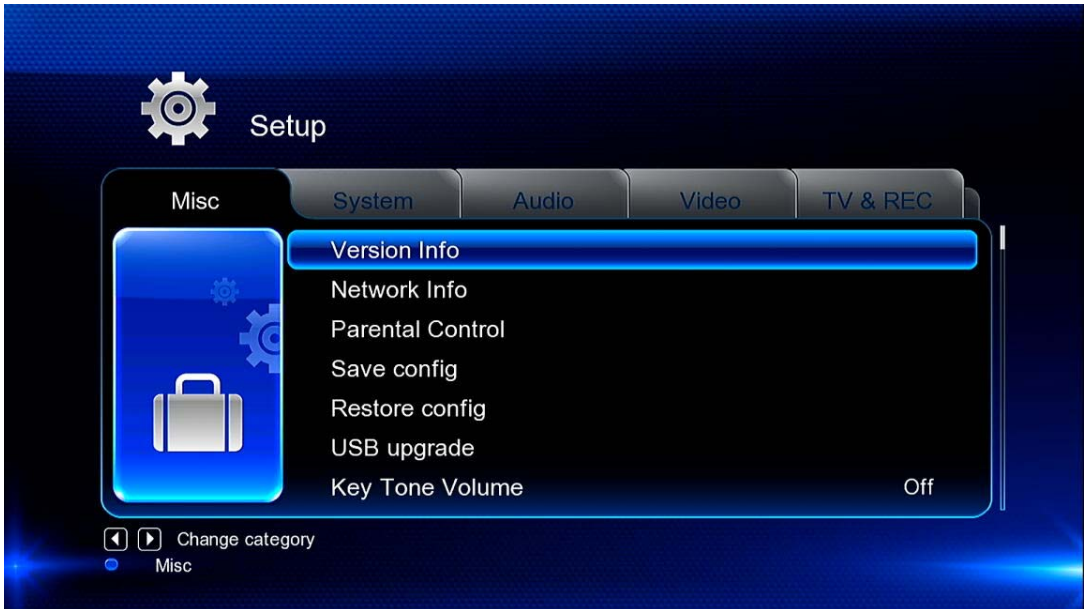 Setup
Misc System Audio Video TV & REC
Version Info
Network Info
Parental Control
Save config
Restore config
USB upgrade
Key Tone Volume Off
Change category
Misc